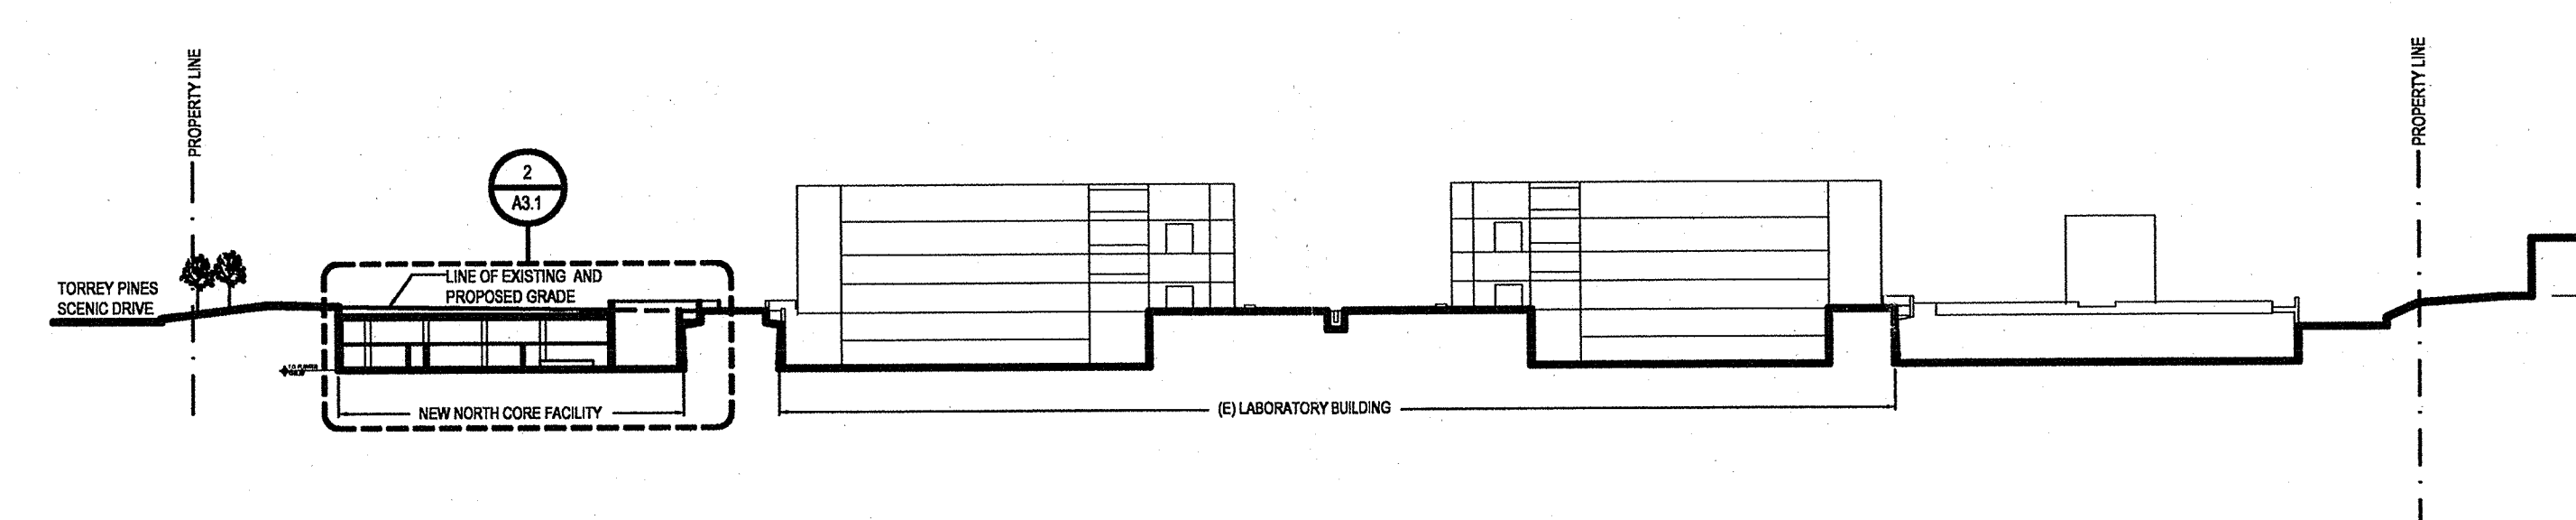 PROPERTY LINE
PROPERTY LINE
2
A3.1
LINE OF EXISTING AND
PROPOSED GRADE
TORREY PINES
SCENIC DRIVE
NEW NORTH CORE FACILITY
(E) LABORATORY BUILDING